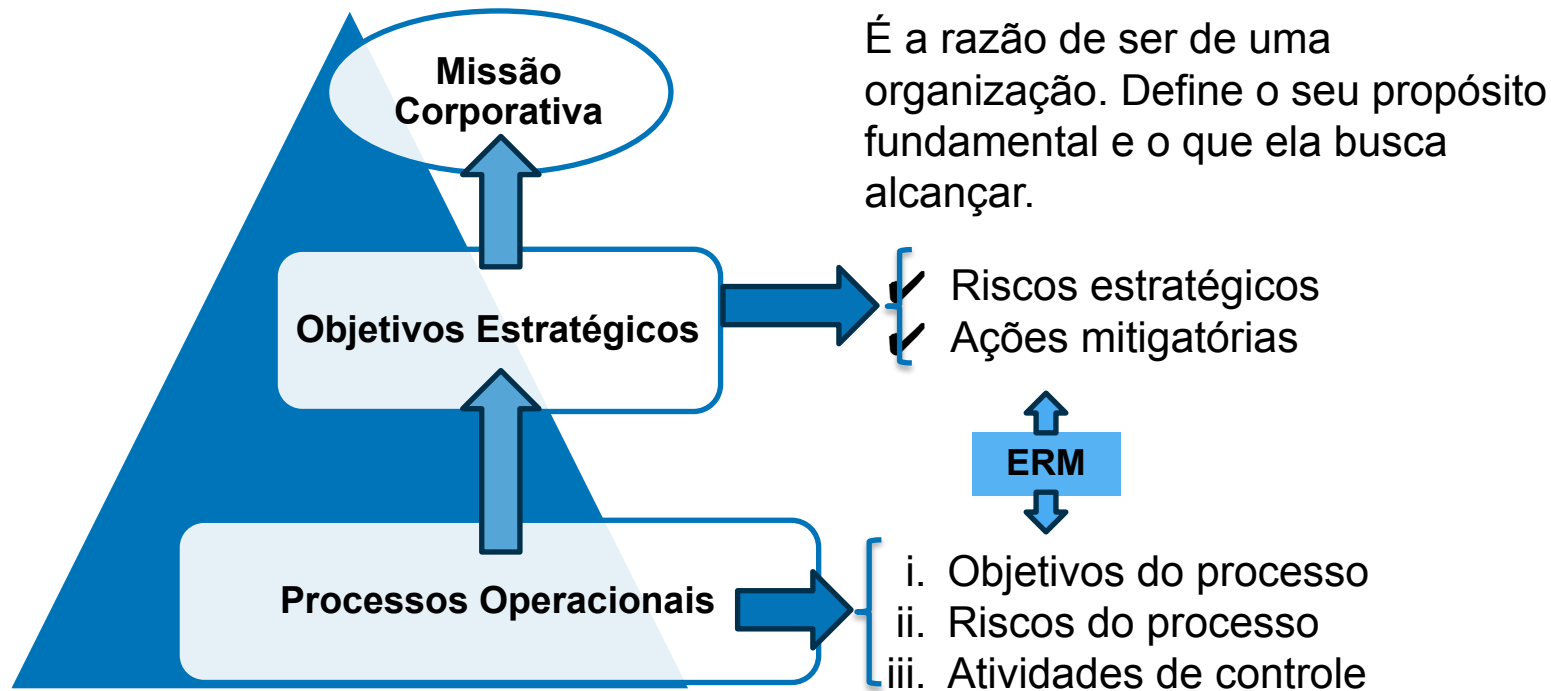 Missão
Corporativa
É a razão de ser de uma
organização. Define o seu propósito
fundamental e o que ela busca
alcançar.
Objetivos Estratégicos
✔ Riscos estratégicos
✔ Ações mitigatórias
ERM
Processos Operacionais
i. Objetivos do processo
ii. Riscos do processo
iii. Atividades de controle